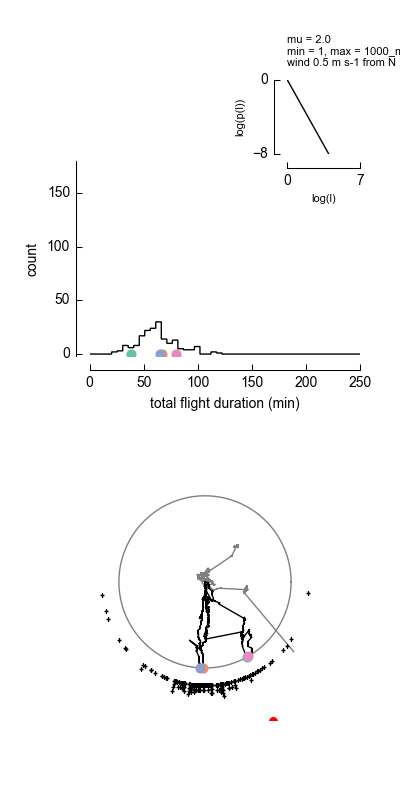 mu = 2.0
min = 1, max = 1000_m
wind 0.5 m s-1 from N
log(p(l))
0
−8
0 7
log(l)
count
150
100
50
0
0 50 100 150 200 250
total flight duration (min)